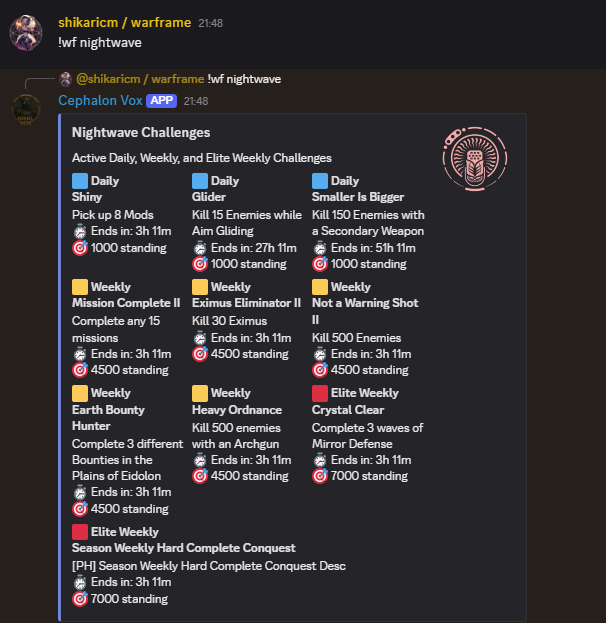 shikaricm / warframe 21:48
!wf nightwave
@shikaricm / warframe !wf nightwave
Cephalon Vox APP 21:48
Nightwave Challenges
Active Daily, Weekly, and Elite Weekly Challenges
Daily
Shiny
Pick up 8 Mods
Ends in: 3h 11m
1000 standing
Daily
Glider
Kill 15 Enemies while
Aim Gliding
Ends in: 27h 11m
1000 standing
Daily
Smaller Is Bigger
Kill 150 Enemies with
a Secondary Weapon
Ends in: 51h 11m
1000 standing
Weekly
Mission Complete II
Complete any 15
missions
Ends in: 3h 11m
4500 standing
Weekly
Eximus Eliminator II
Kill 30 Eximus
Ends in: 3h 11m
4500 standing
Weekly
Not a Warning Shot
II
Kill 500 Enemies
Ends in: 3h 11m
4500 standing
Weekly
Earth Bounty
Hunter
Complete 3 different
Bounties in the
Plains of Eidolon
Ends in: 3h 11m
4500 standing
Weekly
Heavy Ordnance
Kill 500 enemies
with an Archgun
Ends in: 3h 11m
4500 standing
Elite Weekly
Crystal Clear
Complete 3 waves of
Mirror Defense
Ends in: 3h 11m
7000 standing
Elite Weekly
Season Weekly Hard Complete Conquest
[PH] Season Weekly Hard Complete Conquest Desc
Ends in: 3h 11m
7000 standing